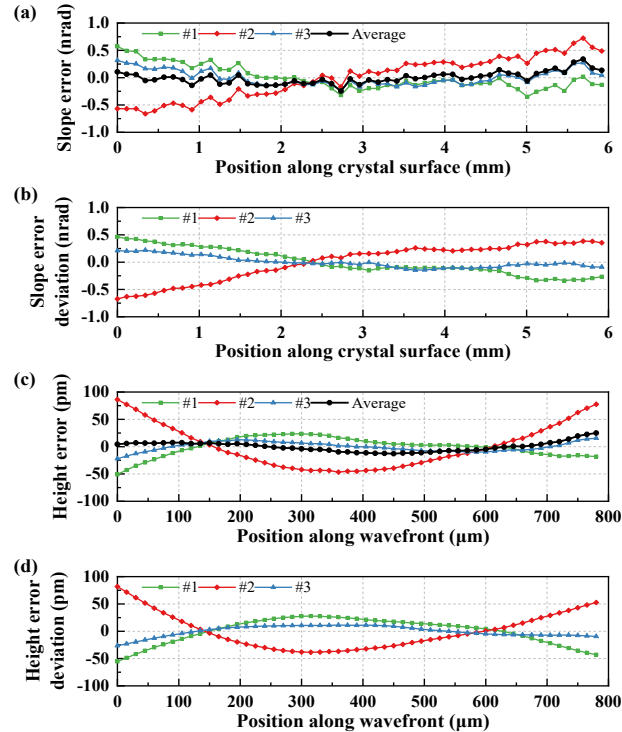 (a)
#1 #2 #3 Average
1.0
0.5
0.0
-0.5
-1.0
Slope error (nrad)
0 1 2 3 4 5 6
Position along crystal surface (mm)
(b)
#1 #2 #3
1.0
0.5
0.0
-0.5
-1.0
Slope error
deviation (nrad)
0 1 2 3 4 5 6
Position along crystal surface (mm)
(c)
#1 #2 #3 Average
100
50
0
-50
-100
Height error (pm)
0 100 200 300 400 500 600 700 800
Position along wavefront (μm)
(d)
#1 #2 #3
100
50
0
-50
-100
Height error
deviation (pm)
0 100 200 300 400 500 600 700 800
Position along wavefront (μm)